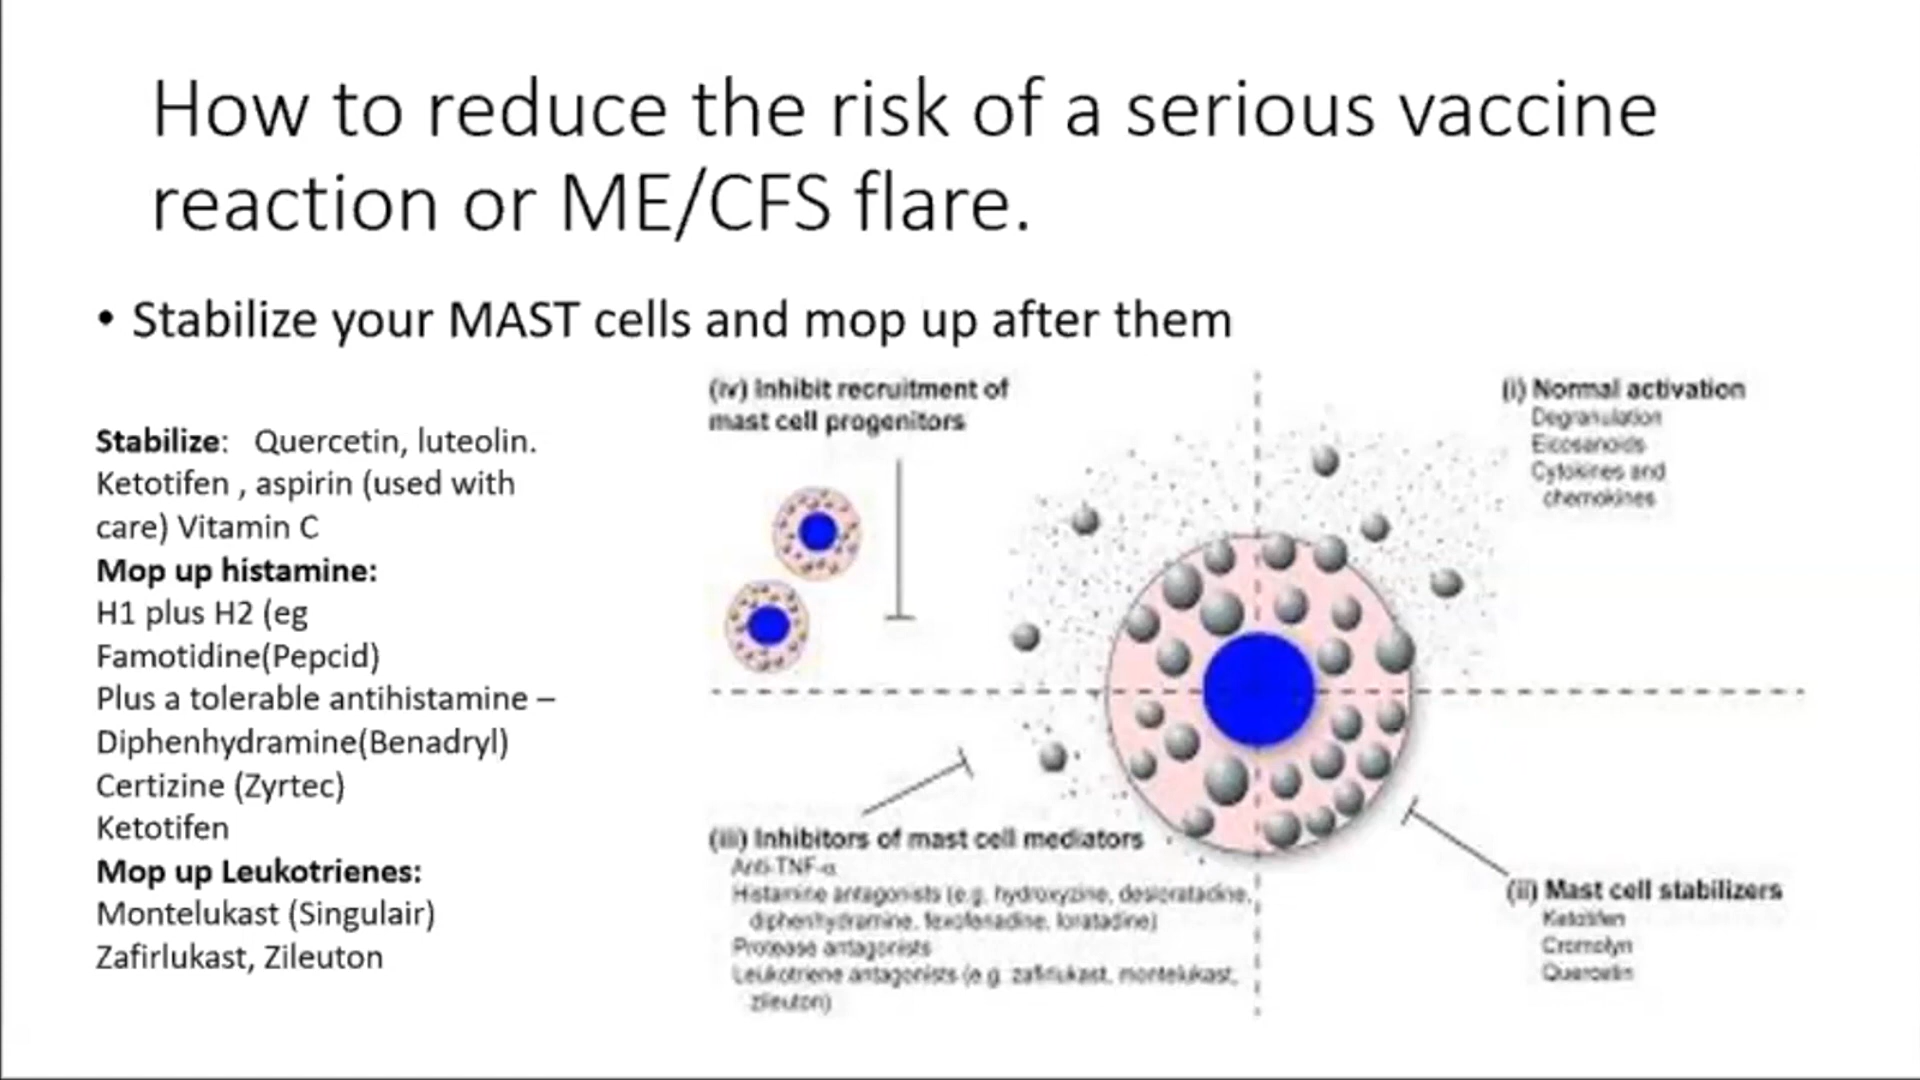 How to reduce the risk of a serious vaccine
reaction or ME/CFS flare.
• Stabilize your MAST cells and mop up after them
Stabilize: Quercetin, luteolin.
Ketotifen , aspirin (used with
care) Vitamin C
Mop up histamine:
H1 plus H2 (eg
Famotidine(Pepcid)
Plus a tolerable antihistamine –
Diphenhydramine(Benadryl)
Certizine (Zyrtec)
Ketotifen
Mop up Leukotrienes:
Montelukast (Singulair)
Zafirlukast, Zileuton
(iv) Inhibit recruitment of
mast cell progenitors
(i) Normal activation
Degranulation
Eicosanoids
Cytokines and
chemokines
(iii) Inhibitors of mast cell mediators
Anti-TNF-α
Histamine antagonists (e.g. hydroxyzine, desloratadine,
diphenhydramine, fexofenadine, loratadine)
Protease antagonists
Leukotriene antagonists (e.g. zafirlukast, montelukast,
zileuton)
(ii) Mast cell stabilizers
Ketotifen
Cromolyn
Quercetin